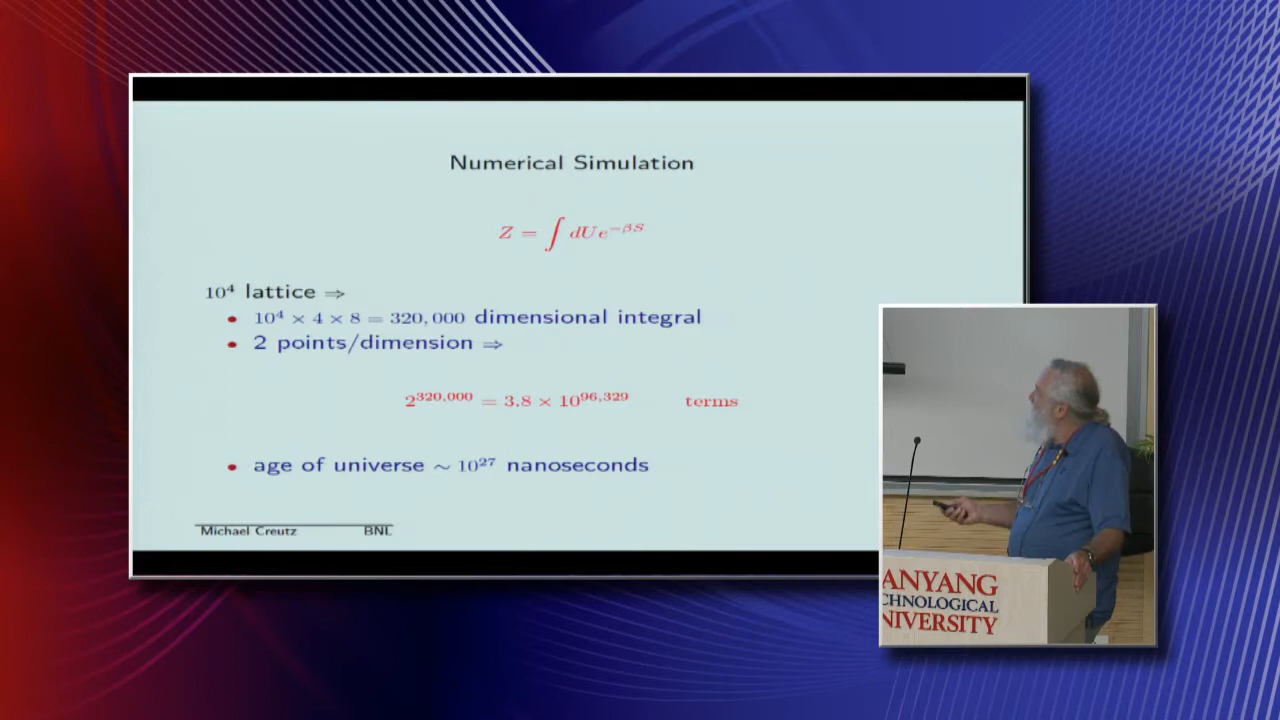 Numerical Simulation
Z = ∫ dU e^{−βS}
10⁴ lattice ⇒
• 10⁴ × 4 × 8 = 320,000 dimensional integral
• 2 points/dimension ⇒
2^{320,000} = 3.8 × 10^{96,329} terms
• age of universe ∼ 10²⁷ nanoseconds
Michael Creutz BNL
ANYANG
CHNOLOGICAL
NIVERSITY